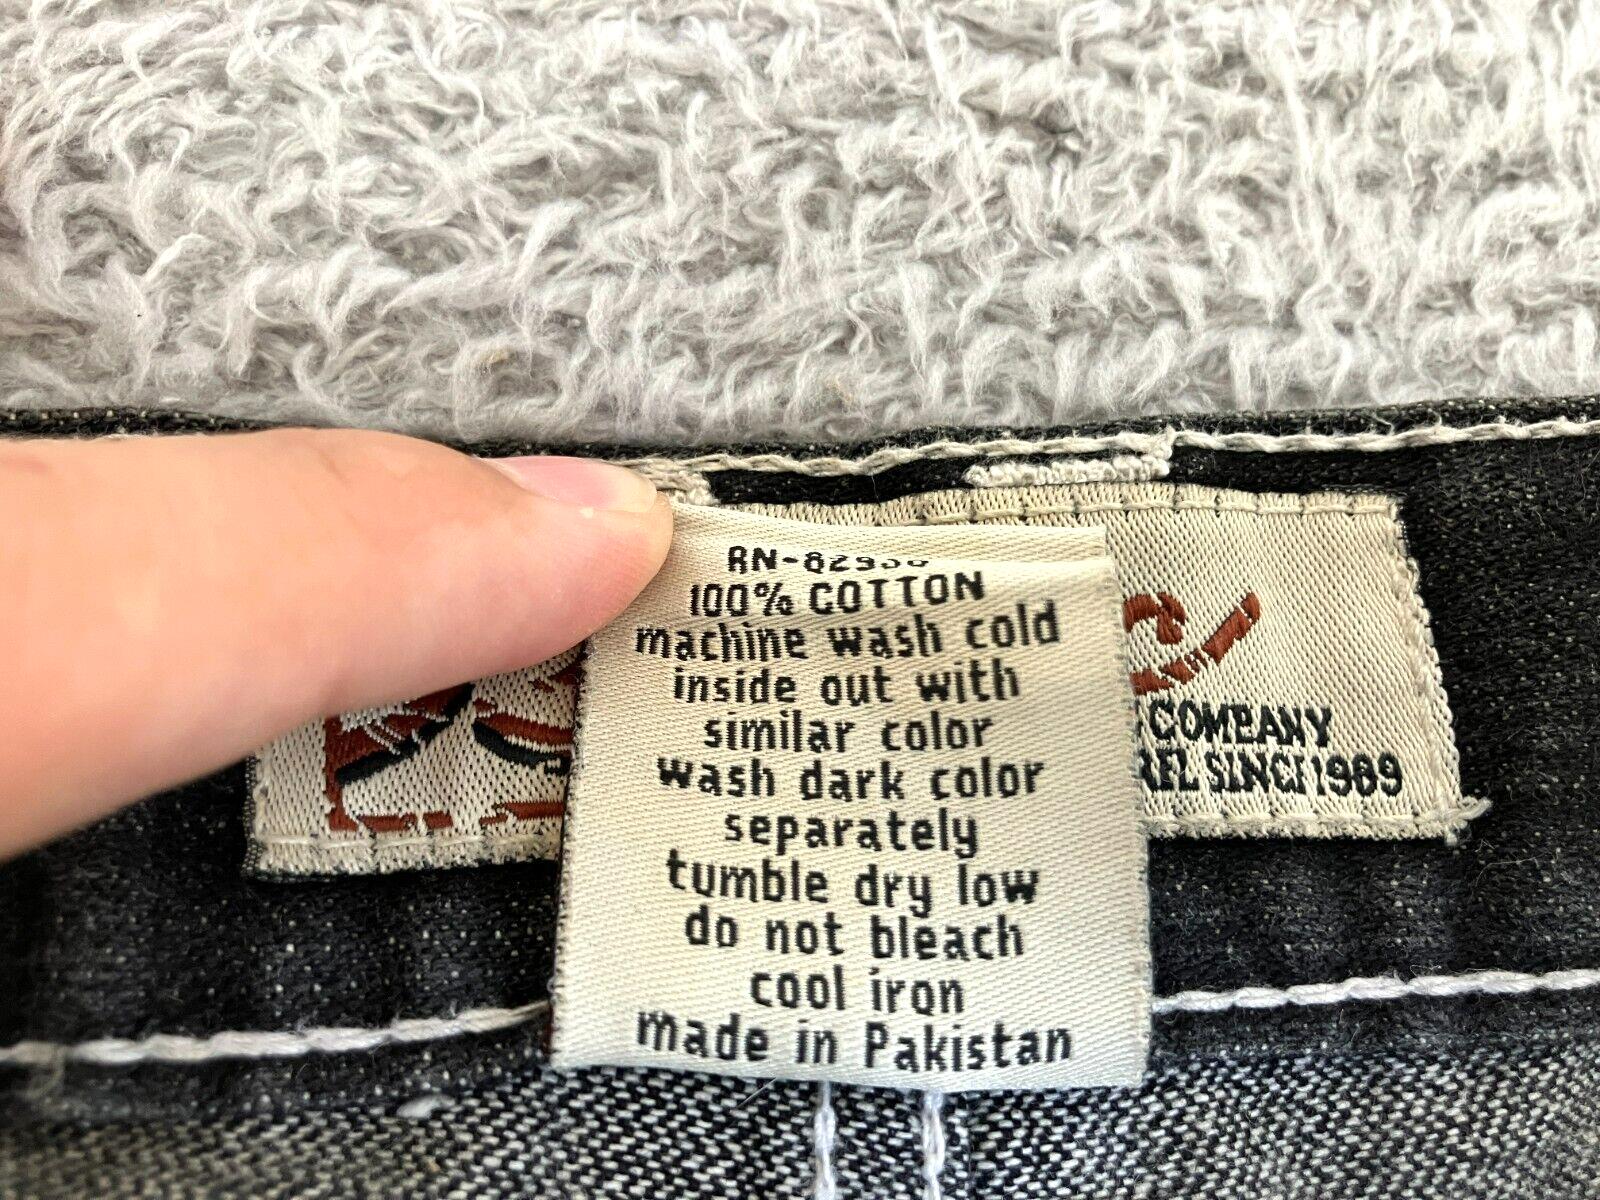 100% COTTON
machine wash cold
inside out with
similar color
wash dark color
separately
tumble dry low
do not bleach
cool iron
made in Pakistan
COMPANY
1989